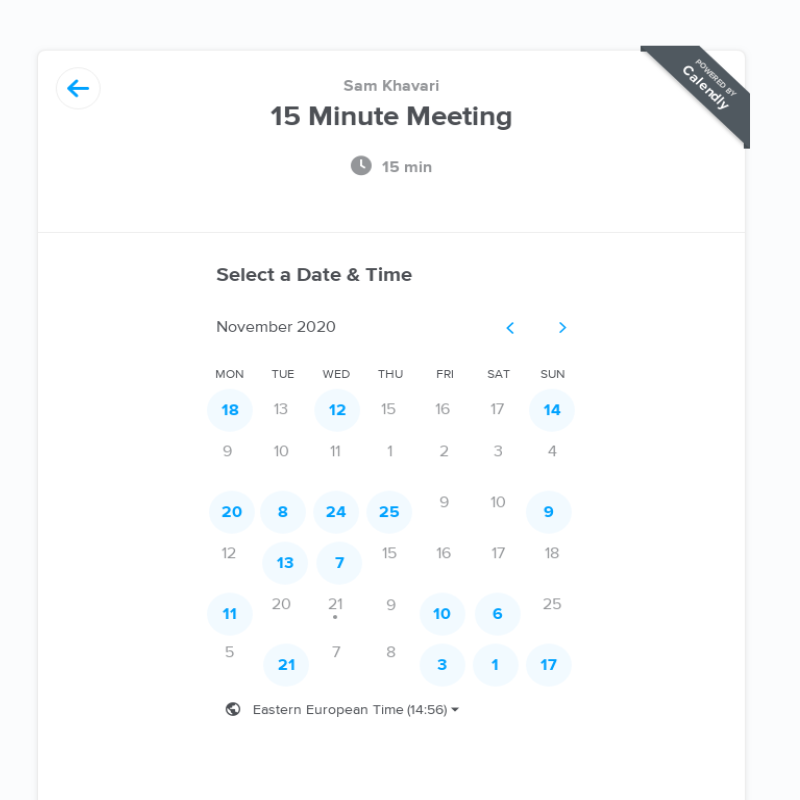 POWERED BY
Calendly
Sam Khavari
15 Minute Meeting
15 min
Select a Date & Time
November 2020
MON TUE WED THU FRI SAT SUN
18 13 12 15 16 17 14
9 10 11 1 2 3 4
20 8 24 25 9 10 9
12 13 7 15 16 17 18
11 20 21 9 10 6 25
5 21 7 8 3 1 17
Eastern European Time (14:56)